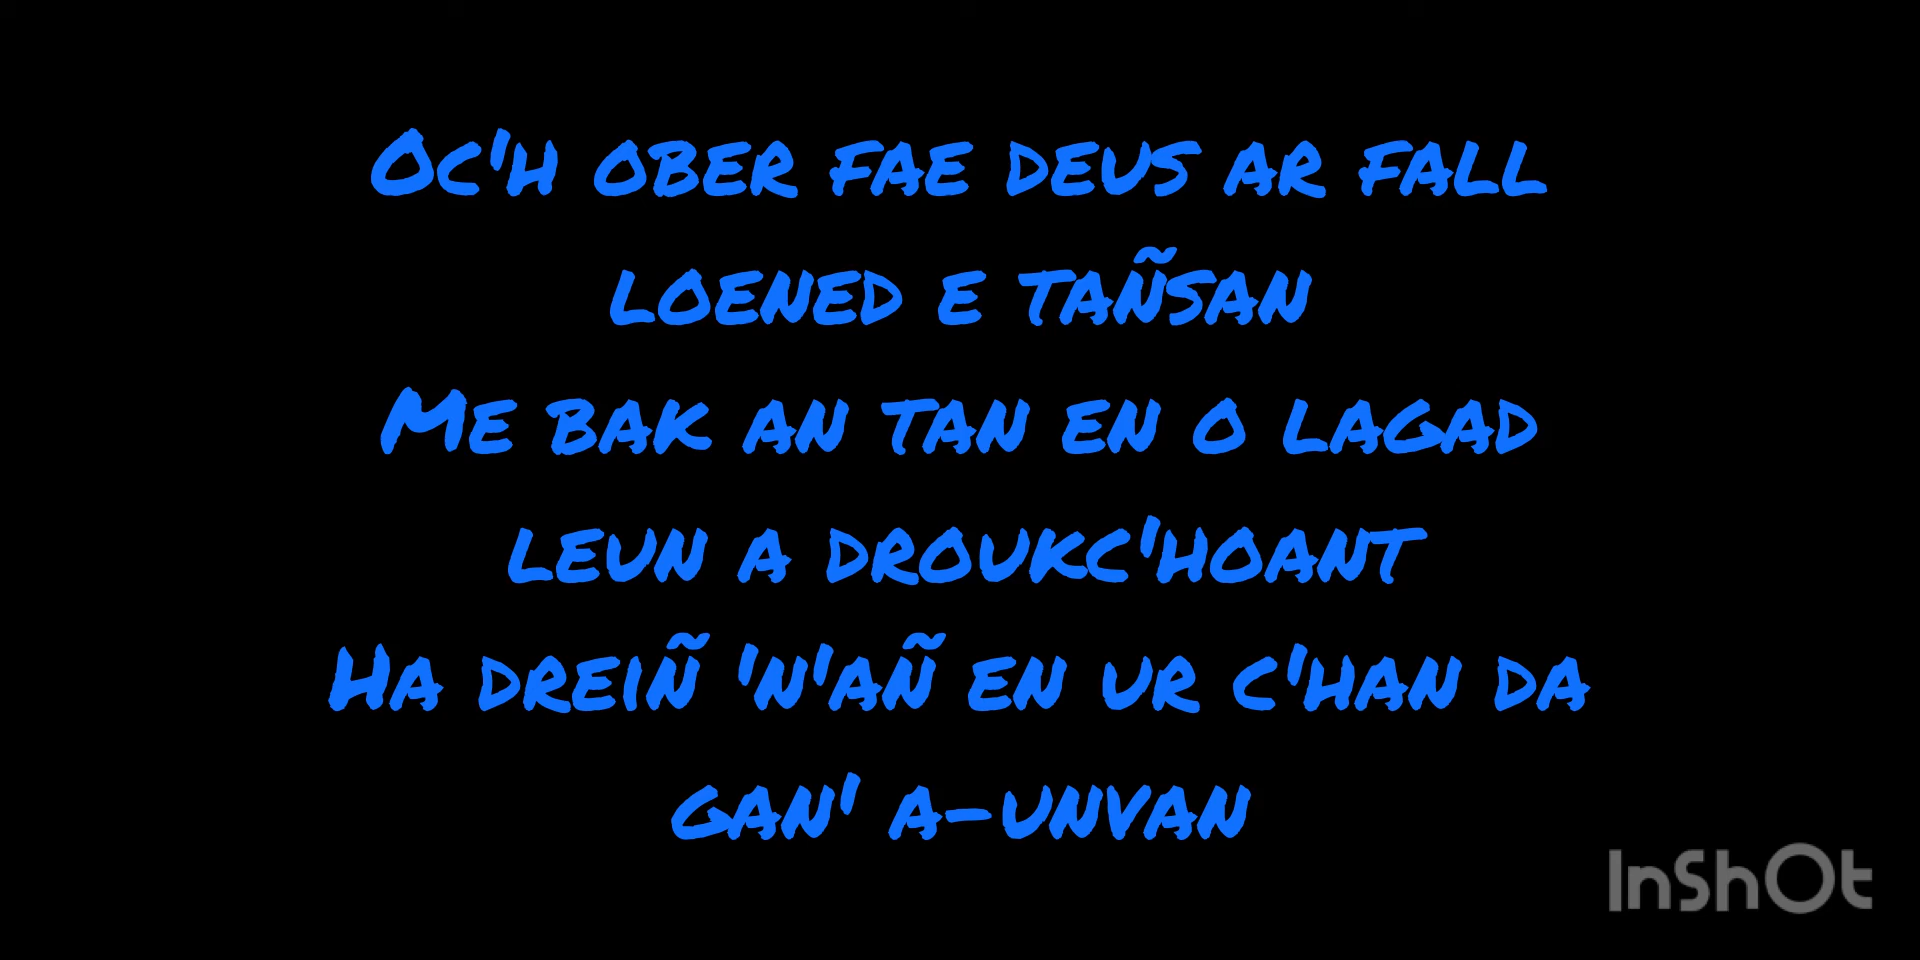 Oc'h ober fae deus ar fall
loened e tañsan
Me bak an tan en o lagad
leun a droukc'hoant
Ha dreiñ 'n'añ en ur c'han da
gan' a-unvan
InShOt